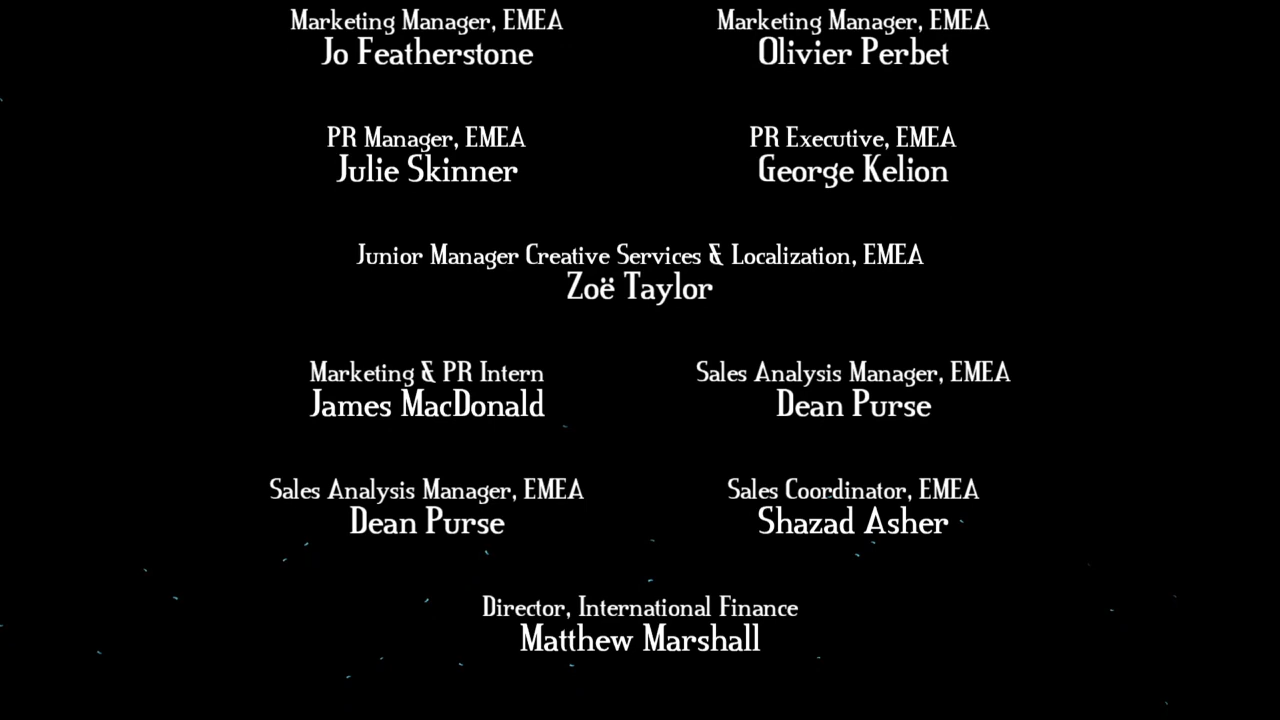 Marketing Manager, EMEA
Jo Featherstone
Marketing Manager, EMEA
Olivier Perbet
PR Manager, EMEA
Julie Skinner
PR Executive, EMEA
George Kelion
Junior Manager Creative Services & Localization, EMEA
Zoë Taylor
Marketing & PR Intern
James MacDonald
Sales Analysis Manager, EMEA
Dean Purse
Sales Analysis Manager, EMEA
Dean Purse
Sales Coordinator, EMEA
Shazad Asher
Director, International Finance
Matthew Marshall